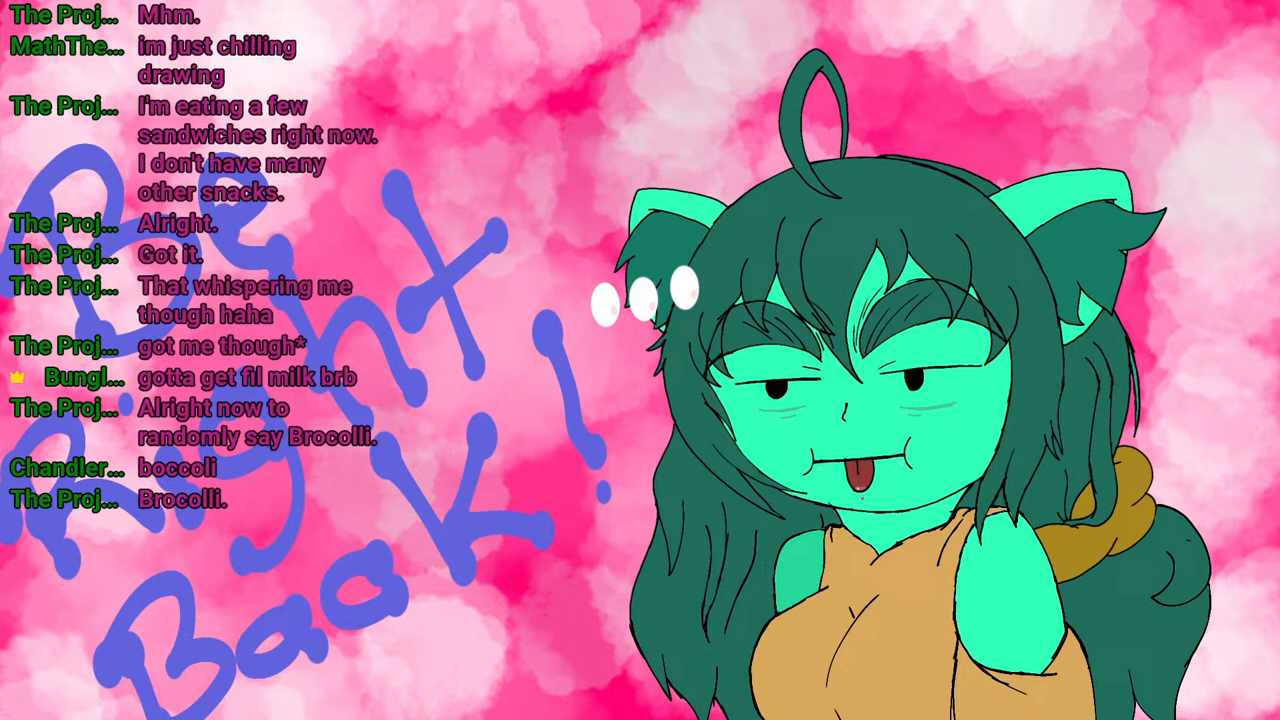 The Proj... Mhm.
MathThe... im just chilling
drawing
The Proj... I'm eating a few
sandwiches right now.
I don't have many
other snacks.
The Proj... Alright.
The Proj... Got it.
The Proj... That whispering me
though haha
The Proj... got me though*
Bungl... gotta get fil milk brb
The Proj... Alright now to
randomly say Brocolli.
Chandler... boccoli
The Proj... Brocolli.
Be
Right
Back!